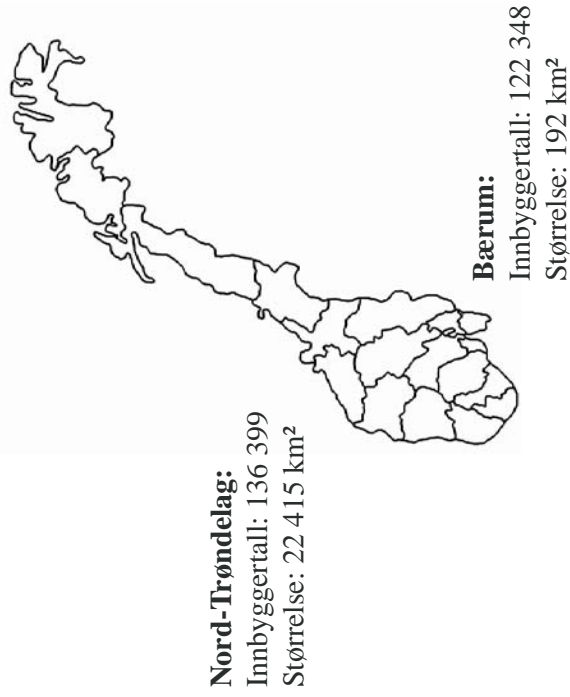 Nord-Trøndelag:
Innbyggertall: 136 399
Størrelse: 22 415 km²
Bærum:
Innbyggertall: 122 348
Størrelse: 192 km²